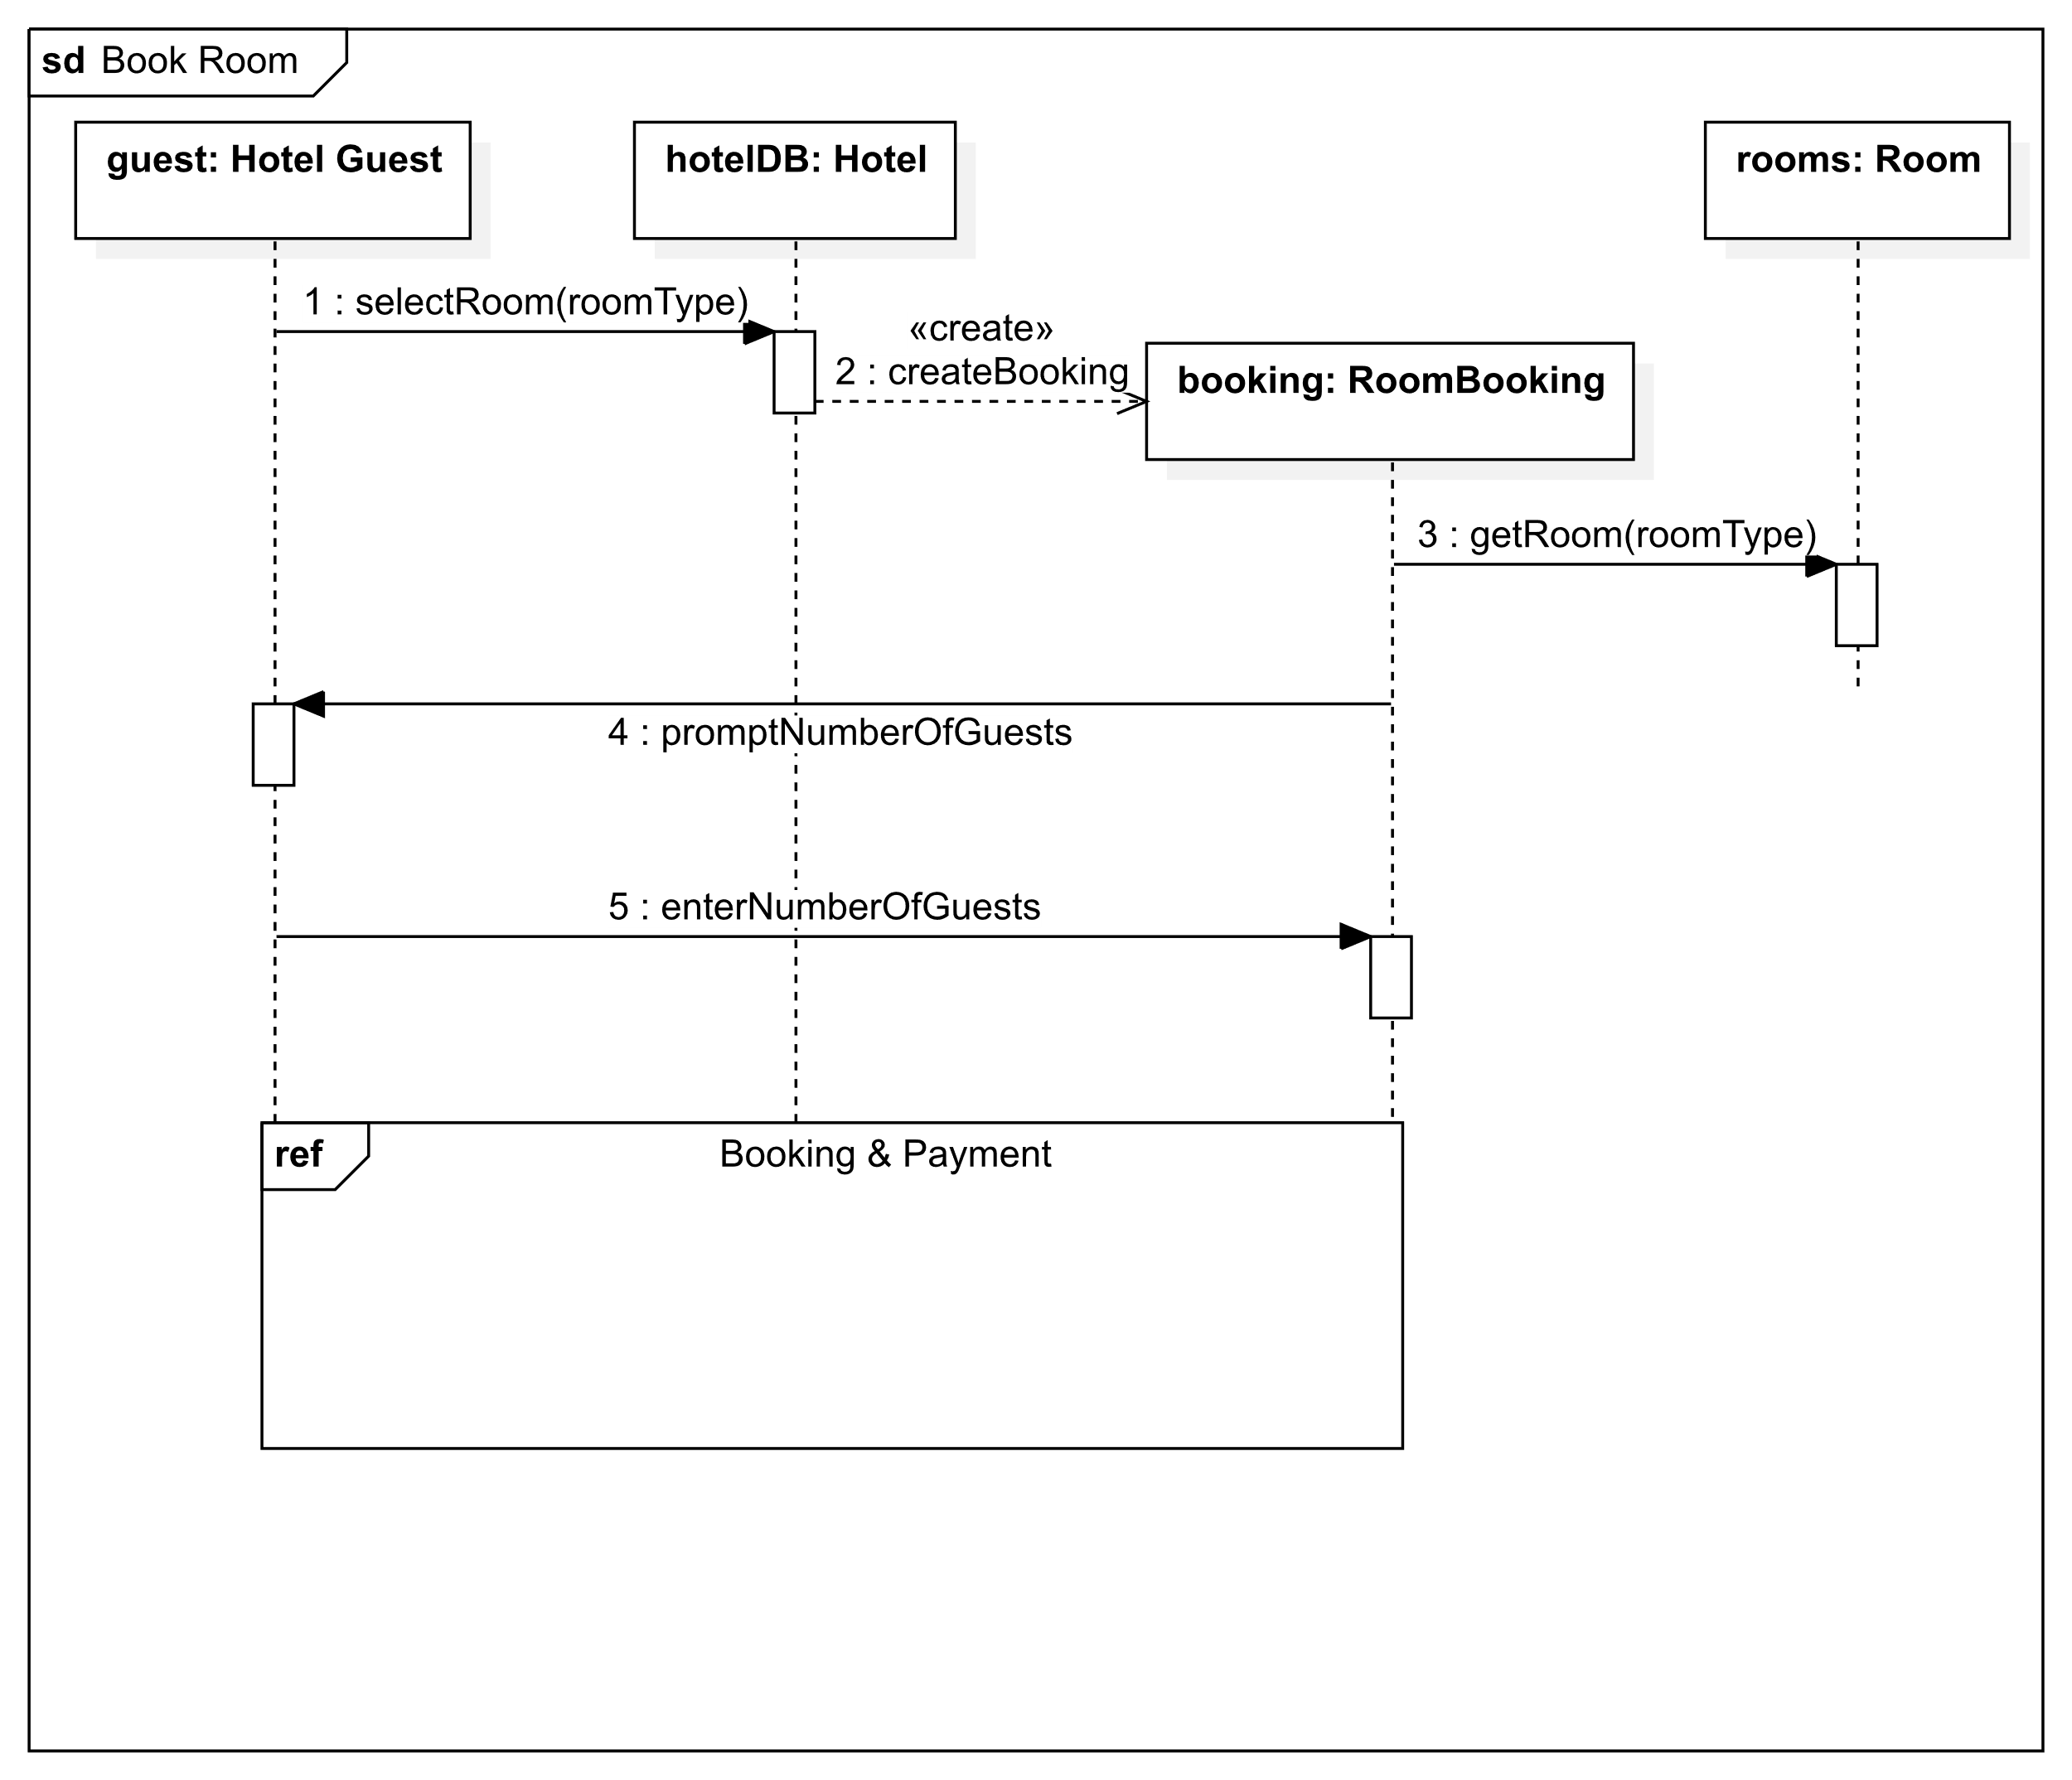 sd Book Room
guest: Hotel Guest
hotelDB: Hotel
rooms: Room
1 : selectRoom(roomType)
«create»
2 : createBooking
booking: RoomBooking
3 : getRoom(roomType)
4 : promptNumberOfGuests
5 : enterNumberOfGuests
ref
Booking & Payment